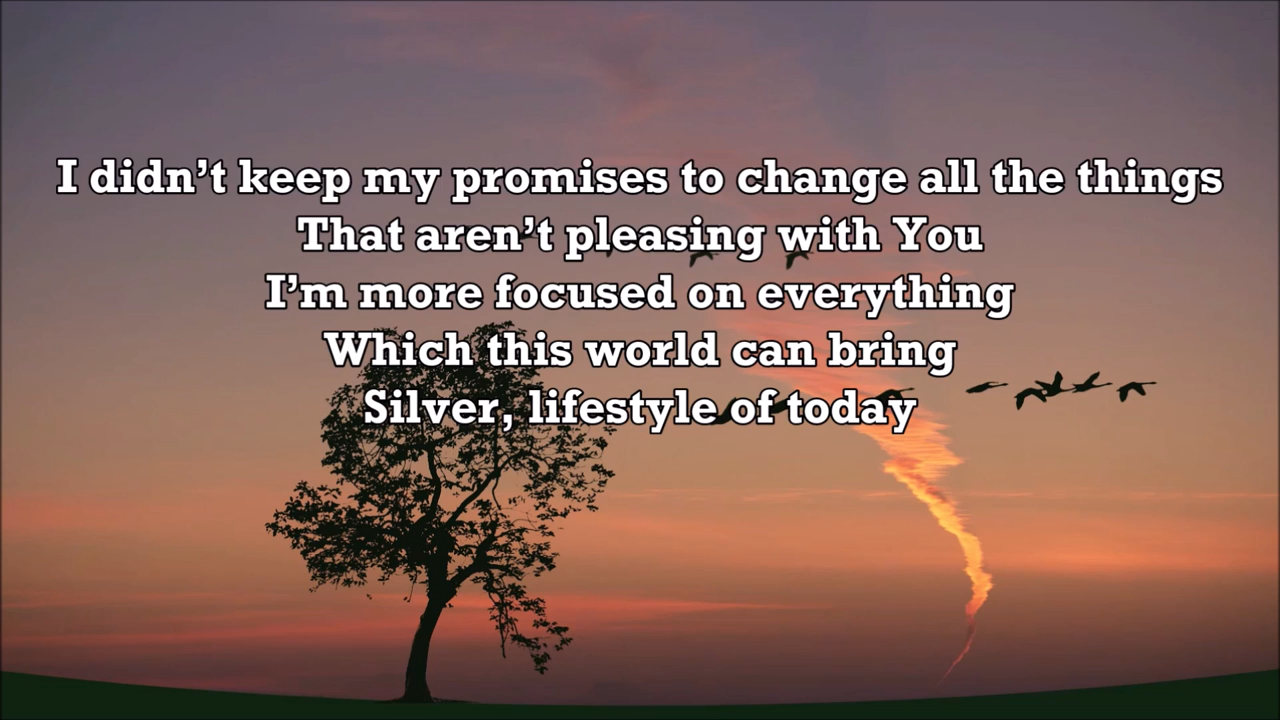 I didn’t keep my promises to change all the things
That aren’t pleasing with You
I’m more focused on everything
Which this world can bring
Silver, lifestyle of today